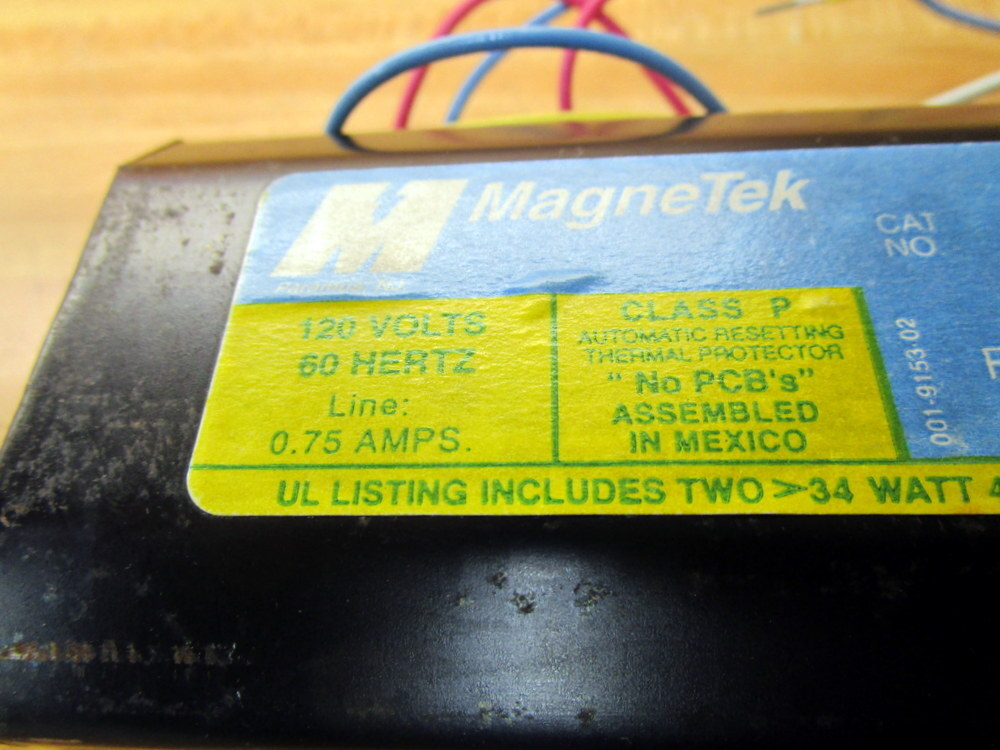 MagneTek
CAT
NO
120 VOLTS
60 HERTZ
Line:
0.75 AMPS.
CLASS P
AUTOMATIC RESETTING
THERMAL PROTECTOR
" No PCB's"
ASSEMBLED
IN MEXICO
001-9153-02
UL LISTING INCLUDES TWO >34 WATT 4